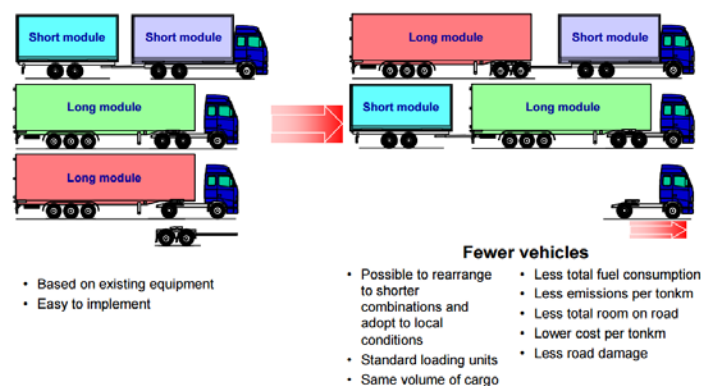 Short module
Short module
Long module
Long module
Long module
Short module
Short module
Long module
• Based on existing equipment
• Easy to implement
Fewer vehicles
• Possible to rearrange
to shorter
combinations and
adopt to local
conditions
• Standard loading units
• Same volume of cargo
• Less total fuel consumption
• Less emissions per tonkm
• Less total room on road
• Lower cost per tonkm
• Less road damage